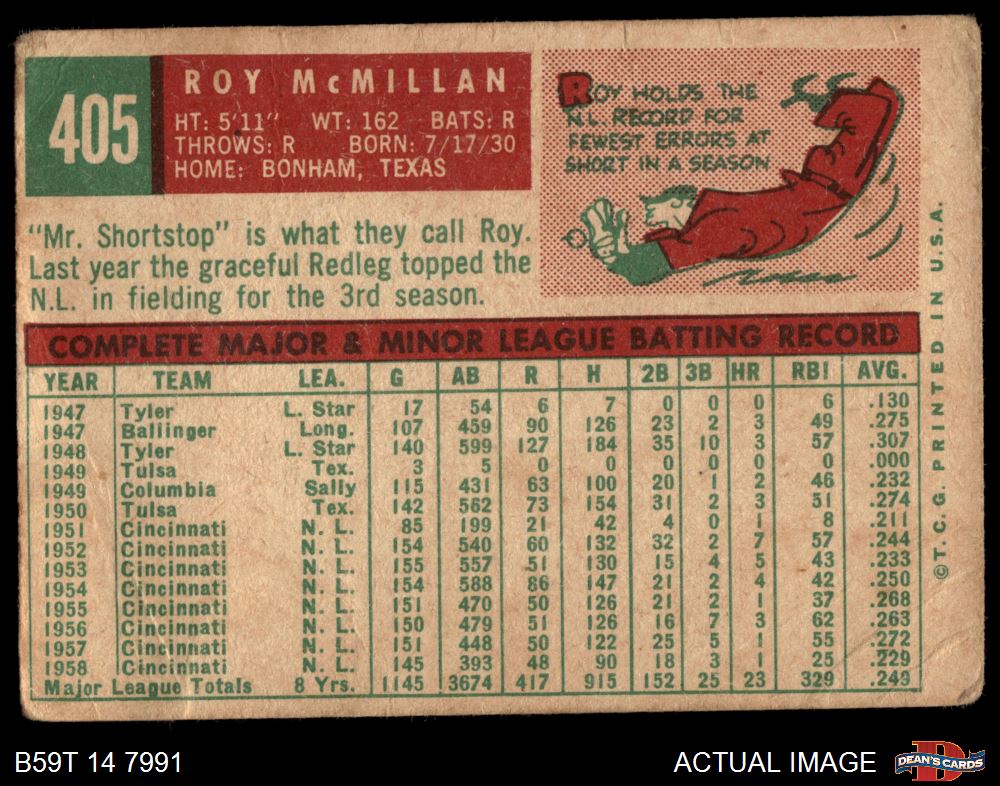 405
ROY McMILLAN
HT: 5'11" WT: 162 BATS: R
THROWS: R BORN: 7/17/30
HOME: BONHAM, TEXAS
ROY HOLDS THE
N.L. RECORD FOR
FEWEST ERRORS AT
SHORT IN A SEASON
"Mr. Shortstop" is what they call Roy.
Last year the graceful Redleg topped the
N.L. in fielding for the 3rd season.
COMPLETE MAJOR & MINOR LEAGUE BATTING RECORD
YEAR TEAM LEA. G AB R H 2B 3B HR RBI AVG.
1947 Tyler L. Star 17 54 6 7 0 0 0 6 .130
1947 Ballinger Long. 107 459 90 126 23 2 3 49 .275
1948 Tyler L. Star 140 599 127 184 35 10 3 57 .307
1949 Tulsa Tex. 3 5 0 0 0 0 0 0 .000
1949 Columbia Sally 115 431 63 100 20 1 2 46 .232
1950 Tulsa Tex. 142 562 73 154 31 2 3 51 .274
1951 Cincinnati N. L. 85 199 21 42 4 0 1 8 .211
1952 Cincinnati N. L. 154 540 60 132 32 2 7 57 .244
1953 Cincinnati N. L. 155 557 51 130 15 4 5 43 .233
1954 Cincinnati N. L. 154 588 86 147 21 2 4 42 .250
1955 Cincinnati N. L. 151 470 50 126 21 2 1 37 .268
1956 Cincinnati N. L. 150 479 51 126 16 7 3 62 .263
1957 Cincinnati N. L. 151 448 50 122 25 5 1 55 .272
1958 Cincinnati N. L. 145 393 48 90 18 3 1 25 .229
Major League Totals 8 Yrs. 1145 3674 417 915 152 25 23 329 .249
©T.C.G. PRINTED IN U.S.A.
B59T 14 7991
ACTUAL IMAGE
D
DEAN'S CARDS